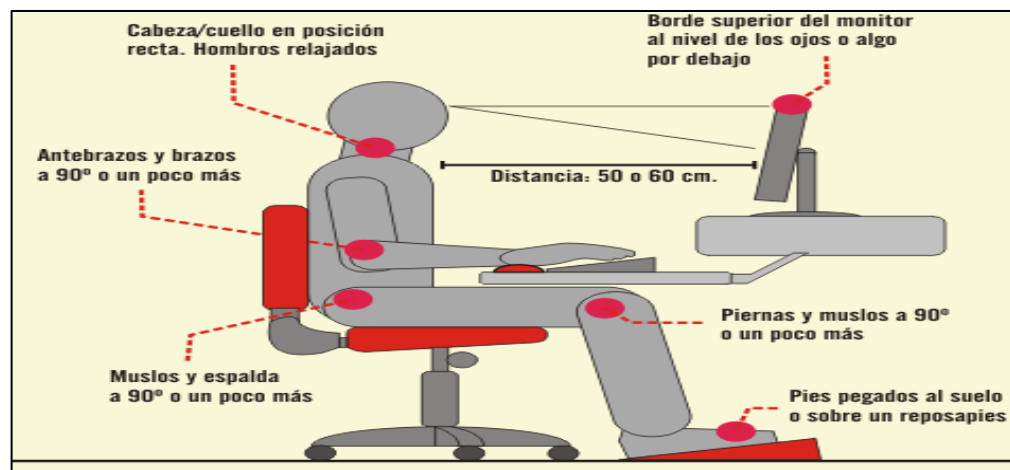 Cabeza/cuello en posición
recta. Hombros relajados
Borde superior del monitor
al nivel de los ojos o algo
por debajo
Antebrazos y brazos
a 90º o un poco más
Distancia: 50 o 60 cm.
Piernas y muslos a 90º
o un poco más
Muslos y espalda
a 90º o un poco más
Pies pegados al suelo
o sobre un reposapies